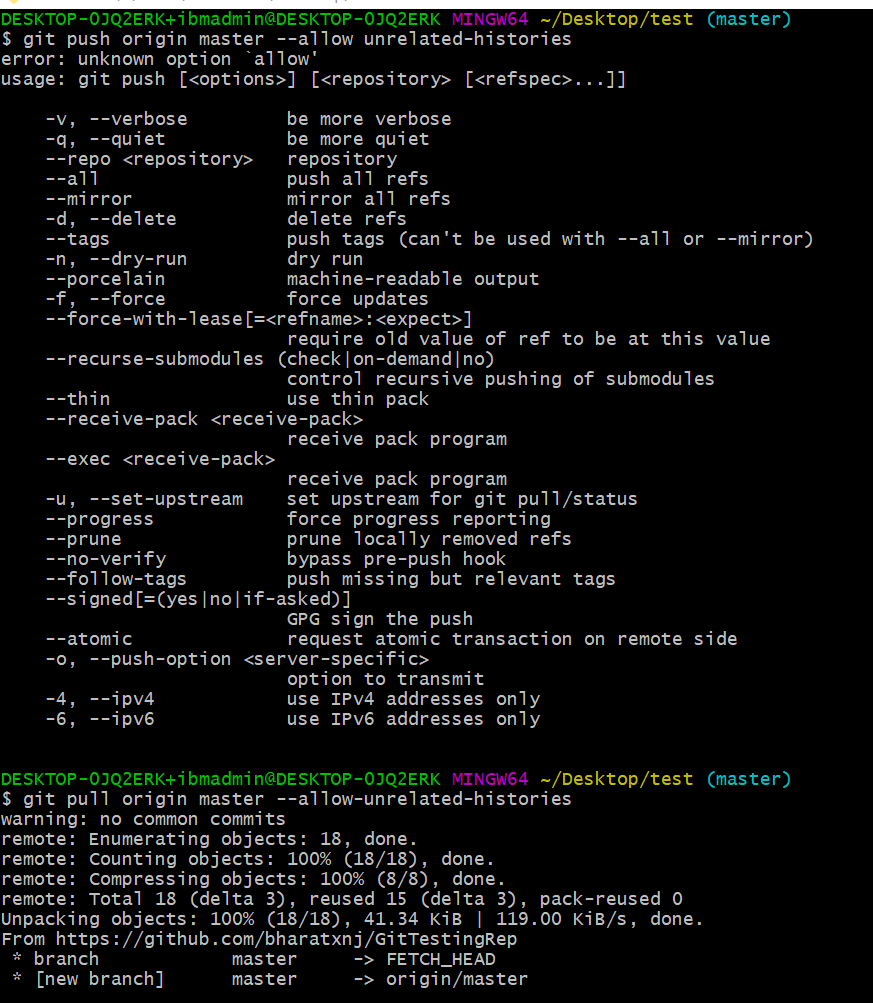 DESKTOP-0JQ2ERK+ibmadmin@DESKTOP-0JQ2ERK MINGW64 ~/Desktop/test (master)
$ git push origin master --allow unrelated-histories
error: unknown option `allow'
usage: git push [<options>] [<repository> [<refspec>...]]

    -v, --verbose         be more verbose
    -q, --quiet           be more quiet
    --repo <repository>   repository
    --all                 push all refs
    --mirror              mirror all refs
    -d, --delete          delete refs
    --tags                push tags (can't be used with --all or --mirror)
    -n, --dry-run         dry run
    --porcelain           machine-readable output
    -f, --force           force updates
    --force-with-lease[=<refname>:<expect>]
                          require old value of ref to be at this value
    --recurse-submodules (check|on-demand|no)
                          control recursive pushing of submodules
    --thin                use thin pack
    --receive-pack <receive-pack>
                          receive pack program
    --exec <receive-pack>
                          receive pack program
    -u, --set-upstream    set upstream for git pull/status
    --progress            force progress reporting
    --prune               prune locally removed refs
    --no-verify           bypass pre-push hook
    --follow-tags         push missing but relevant tags
    --signed[=(yes|no|if-asked)]
                          GPG sign the push
    --atomic              request atomic transaction on remote side
    -o, --push-option <server-specific>
                          option to transmit
    -4, --ipv4            use IPv4 addresses only
    -6, --ipv6            use IPv6 addresses only

DESKTOP-0JQ2ERK+ibmadmin@DESKTOP-0JQ2ERK MINGW64 ~/Desktop/test (master)
$ git pull origin master --allow-unrelated-histories
warning: no common commits
remote: Enumerating objects: 18, done.
remote: Counting objects: 100% (18/18), done.
remote: Compressing objects: 100% (8/8), done.
remote: Total 18 (delta 3), reused 15 (delta 3), pack-reused 0
Unpacking objects: 100% (18/18), 41.34 KiB | 119.00 KiB/s, done.
From https://github.com/bharatxnj/GitTestingRep
 * branch            master     -> FETCH_HEAD
 * [new branch]      master     -> origin/master